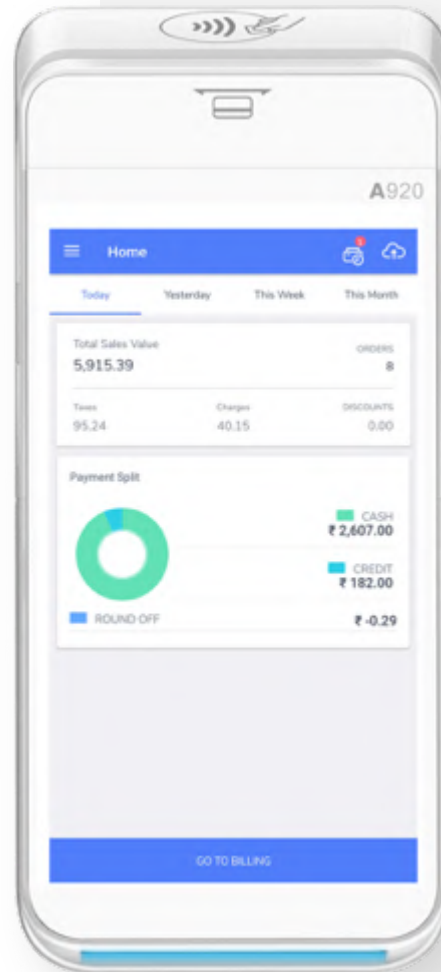 A920
Home
1
Today Yesterday This Week This Month
Total Sales Value ORDERS
5,915.39 8
Taxes Charges DISCOUNTS
95.24 40.15 0.00
Payment Split
CASH
₹ 2,607.00
CREDIT
₹ 182.00
ROUND OFF ₹ -0.29
GO TO BILLING